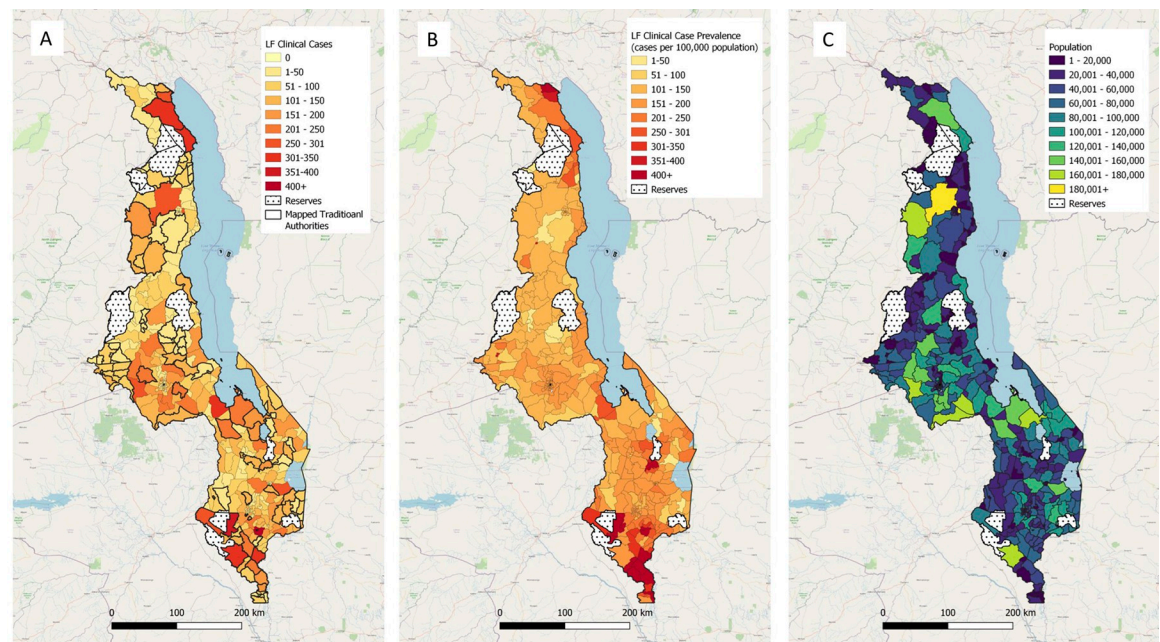 A
LF Clinical Cases
0
1-50
51 - 100
101 - 150
151 - 200
201 - 250
250 - 301
301-350
351-400
400+
Reserves
Mapped Traditioanl
Authorities
0 100 200 km
B
LF Clinical Case Prevalence
(cases per 100,000 population)
1-50
51 - 100
101 - 150
151 - 200
201 - 250
250 - 301
301-350
351-400
400+
Reserves
0 100 200 km
C
Population
1 - 20,000
20,001 - 40,000
40,001 - 60,000
60,001 - 80,000
80,001 - 100,000
100,001 - 120,000
120,001 - 140,000
140,001 - 160,000
160,001 - 180,000
180,001+
Reserves
0 100 200 km